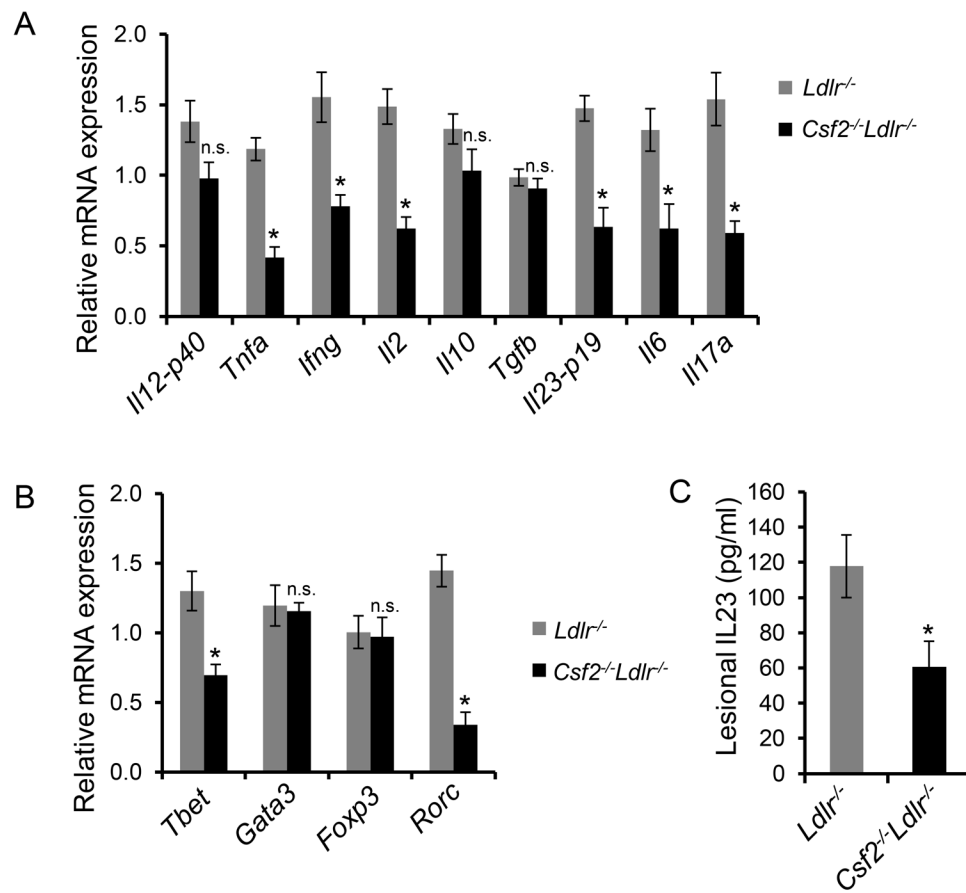 A
Relative mRNA expression
2.0
1.5
1.0
0.5
0.0
n.s.
*
*
*
n.s.
n.s.
*
*
*
Il12-p40
Tnfa
Ifng
Il2
Il10
Tgfb
Il23-p19
Il6
Il17a
Ldlr-/-
Csf2-/-Ldlr-/-
B
Relative mRNA expression
2.0
1.5
1.0
0.5
0.0
*
n.s.
n.s.
*
Tbet
Gata3
Foxp3
Rorc
Ldlr-/-
Csf2-/-Ldlr-/-
C
Lesional IL23 (pg/ml)
160
140
120
100
80
60
40
20
0
*
Ldlr-/-
Csf2-/-Ldlr-/-